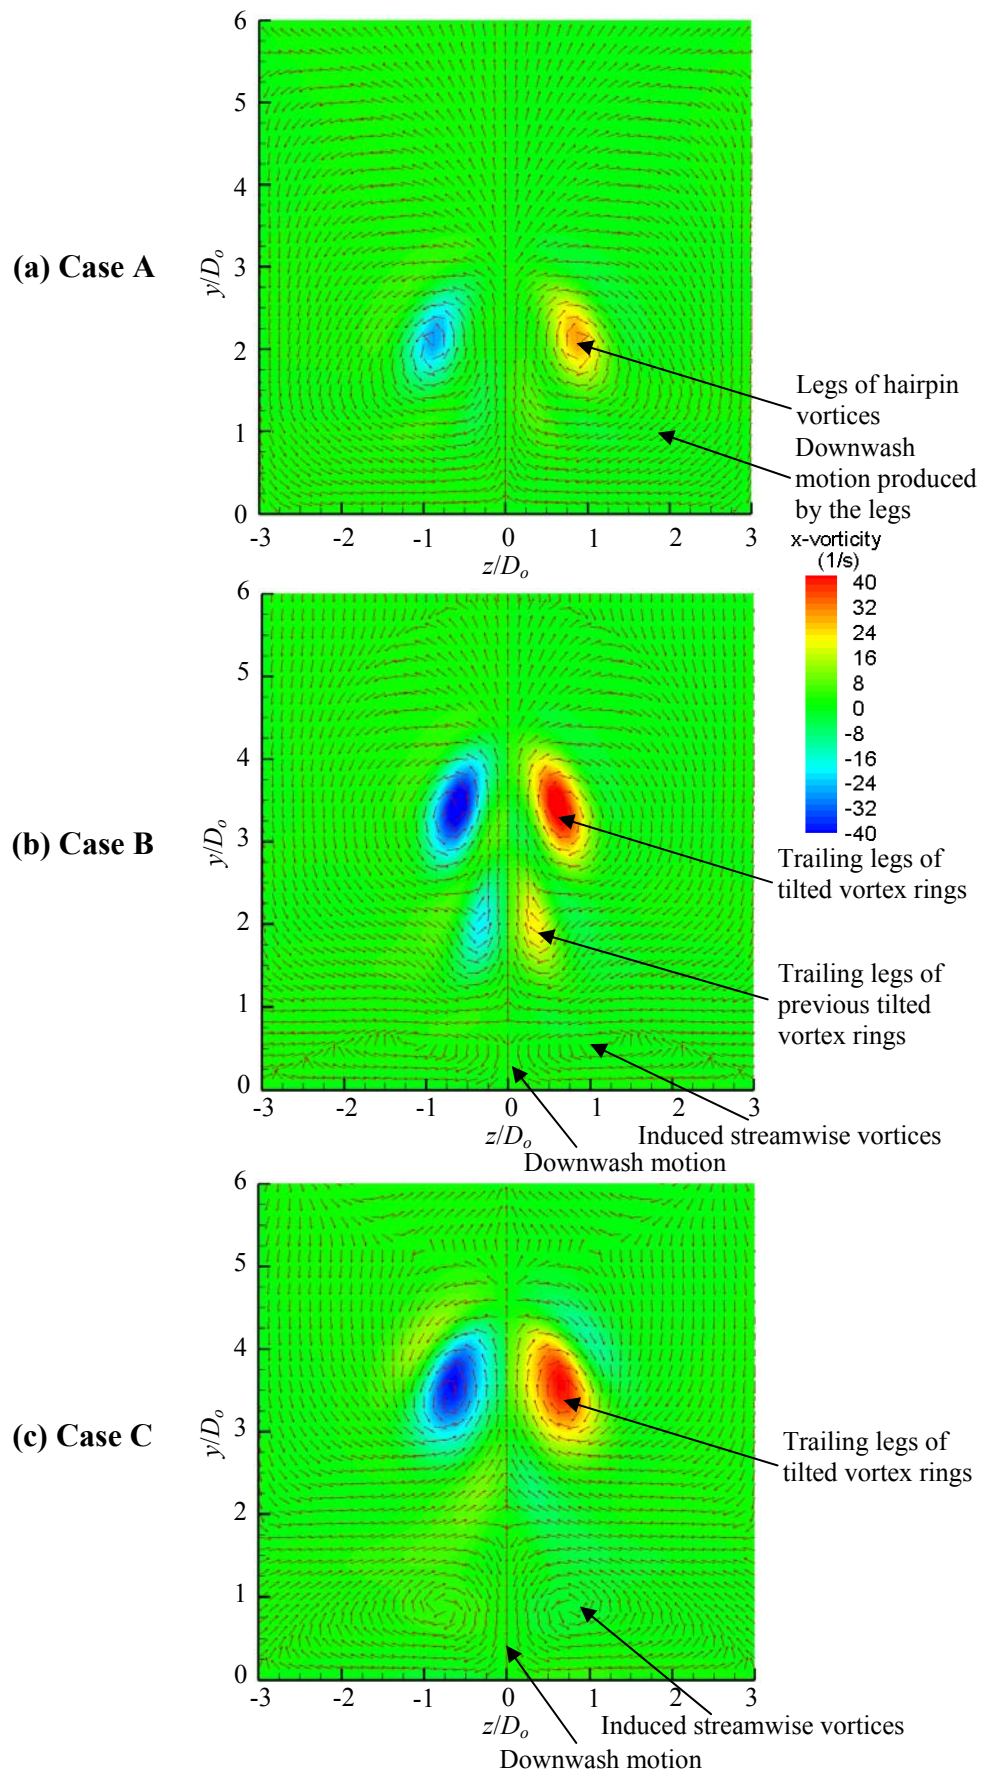 6
5
4
(a) Case A
y/Dₒ
3
2
Legs of hairpin
vortices
1
Downwash
motion produced
by the legs
0
-3 -2 -1 0 1 2 3
z/Dₒ
x-vorticity
(1/s)
40
32
24
16
8
0
-8
-16
-24
-32
-40
6
5
4
(b) Case B
y/Dₒ
3
Trailing legs of
tilted vortex rings
2
Trailing legs of
previous tilted
vortex rings
1
0
-3 -2 -1 0 1 2 3
z/Dₒ
Induced streamwise vortices
Downwash motion
6
5
4
(c) Case C
y/Dₒ
3
Trailing legs of
tilted vortex rings
2
1
0
-3 -2 -1 0 1 2 3
z/Dₒ
Induced streamwise vortices
Downwash motion